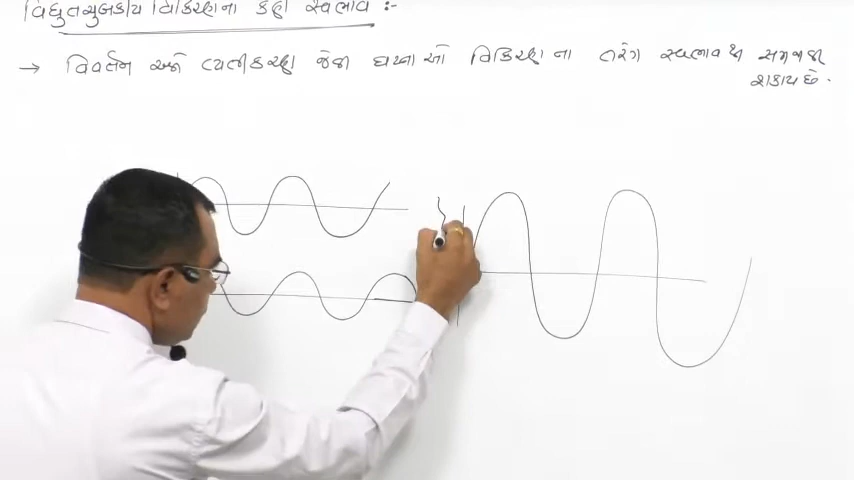 વિદ્યુતચુંબકીય વિકિરણના કણ સ્વભાવ :-
→ વિવર્તન અને વ્યતીકરણ જેવી ઘટનાઓ વિકિરણના તરંગ સ્વભાવથી સમજાવી
શકાય છે.